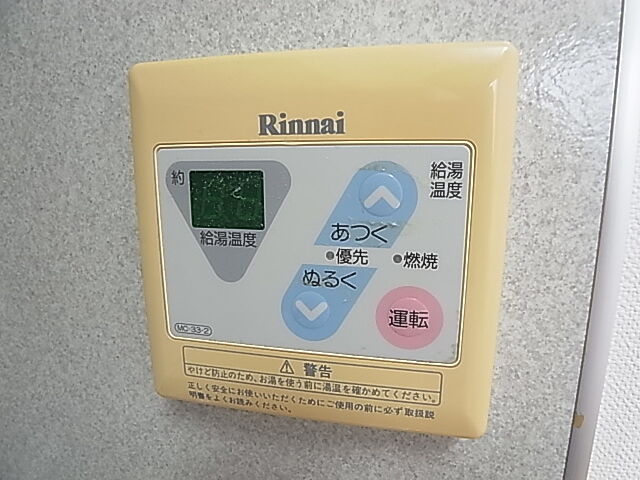 Rinnai
約
給湯温度
給湯
温度
あつく
優先
燃焼
ぬるく
運転
MC-33-2
警告
やけど防止のため、お湯を使う前に湯温を確かめてください。
正しく安全にお使いいただくためにご使用の前に必ず取扱説
明書をよくお読みください。